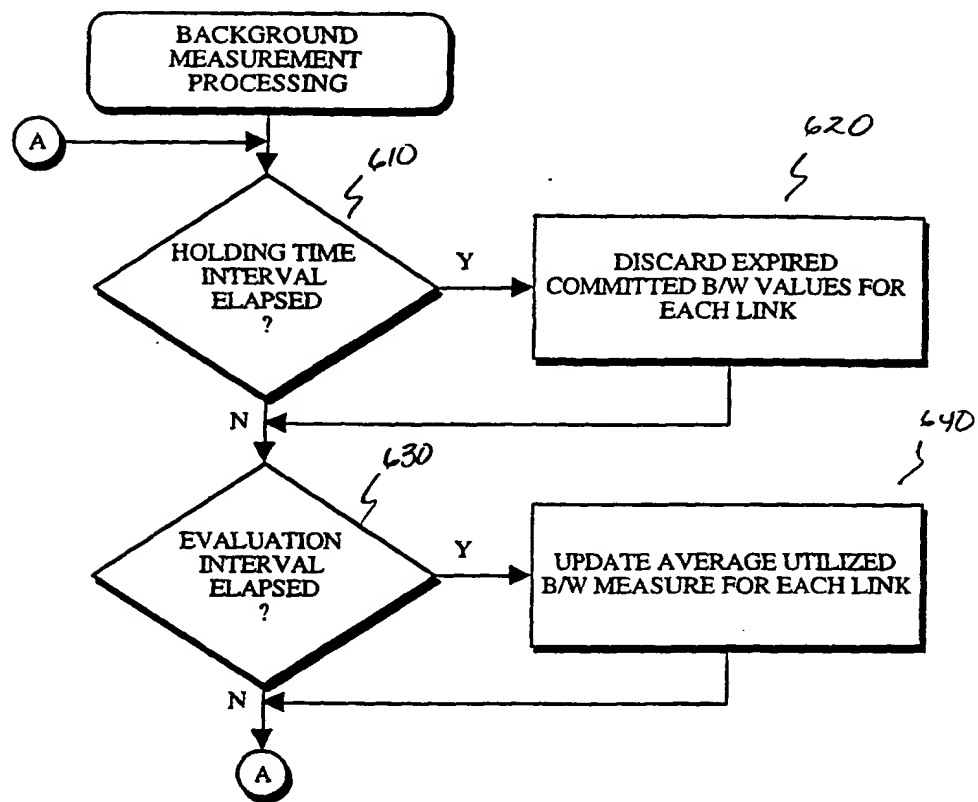 BACKGROUND
MEASUREMENT
PROCESSING
A
610
620
HOLDING TIME
INTERVAL
ELAPSED
?
Y
DISCARD EXPIRED
COMMITTED B/W VALUES FOR
EACH LINK
N
630
640
EVALUATION
INTERVAL
ELAPSED
?
Y
UPDATE AVERAGE UTILIZED
B/W MEASURE FOR EACH LINK
N
A